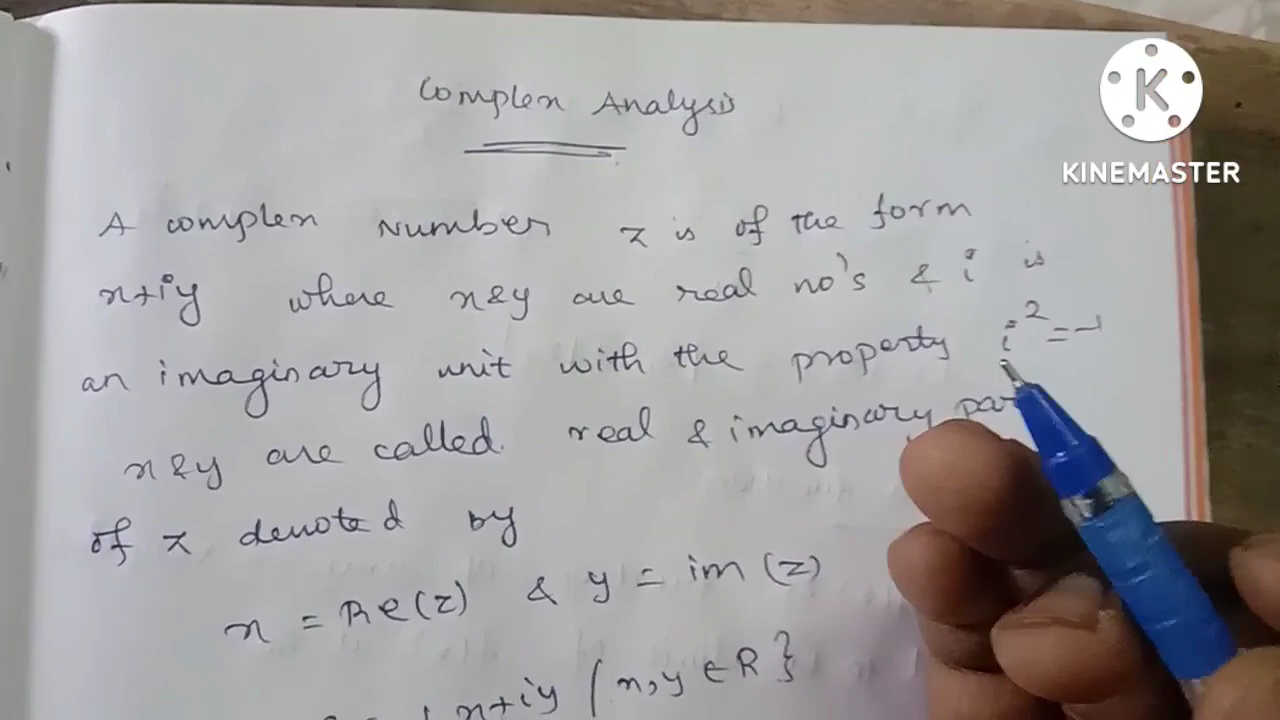 Complex Analysis
K
KINEMASTER
A complex Number z is of the form
x+iy where x&y are real no's & i is
an imaginary unit with the property i²=-1
x&y are called. real & imaginary par
of z denoted by
x = Re(z) & y = im(z)
x+iy / x,y ∈ R }